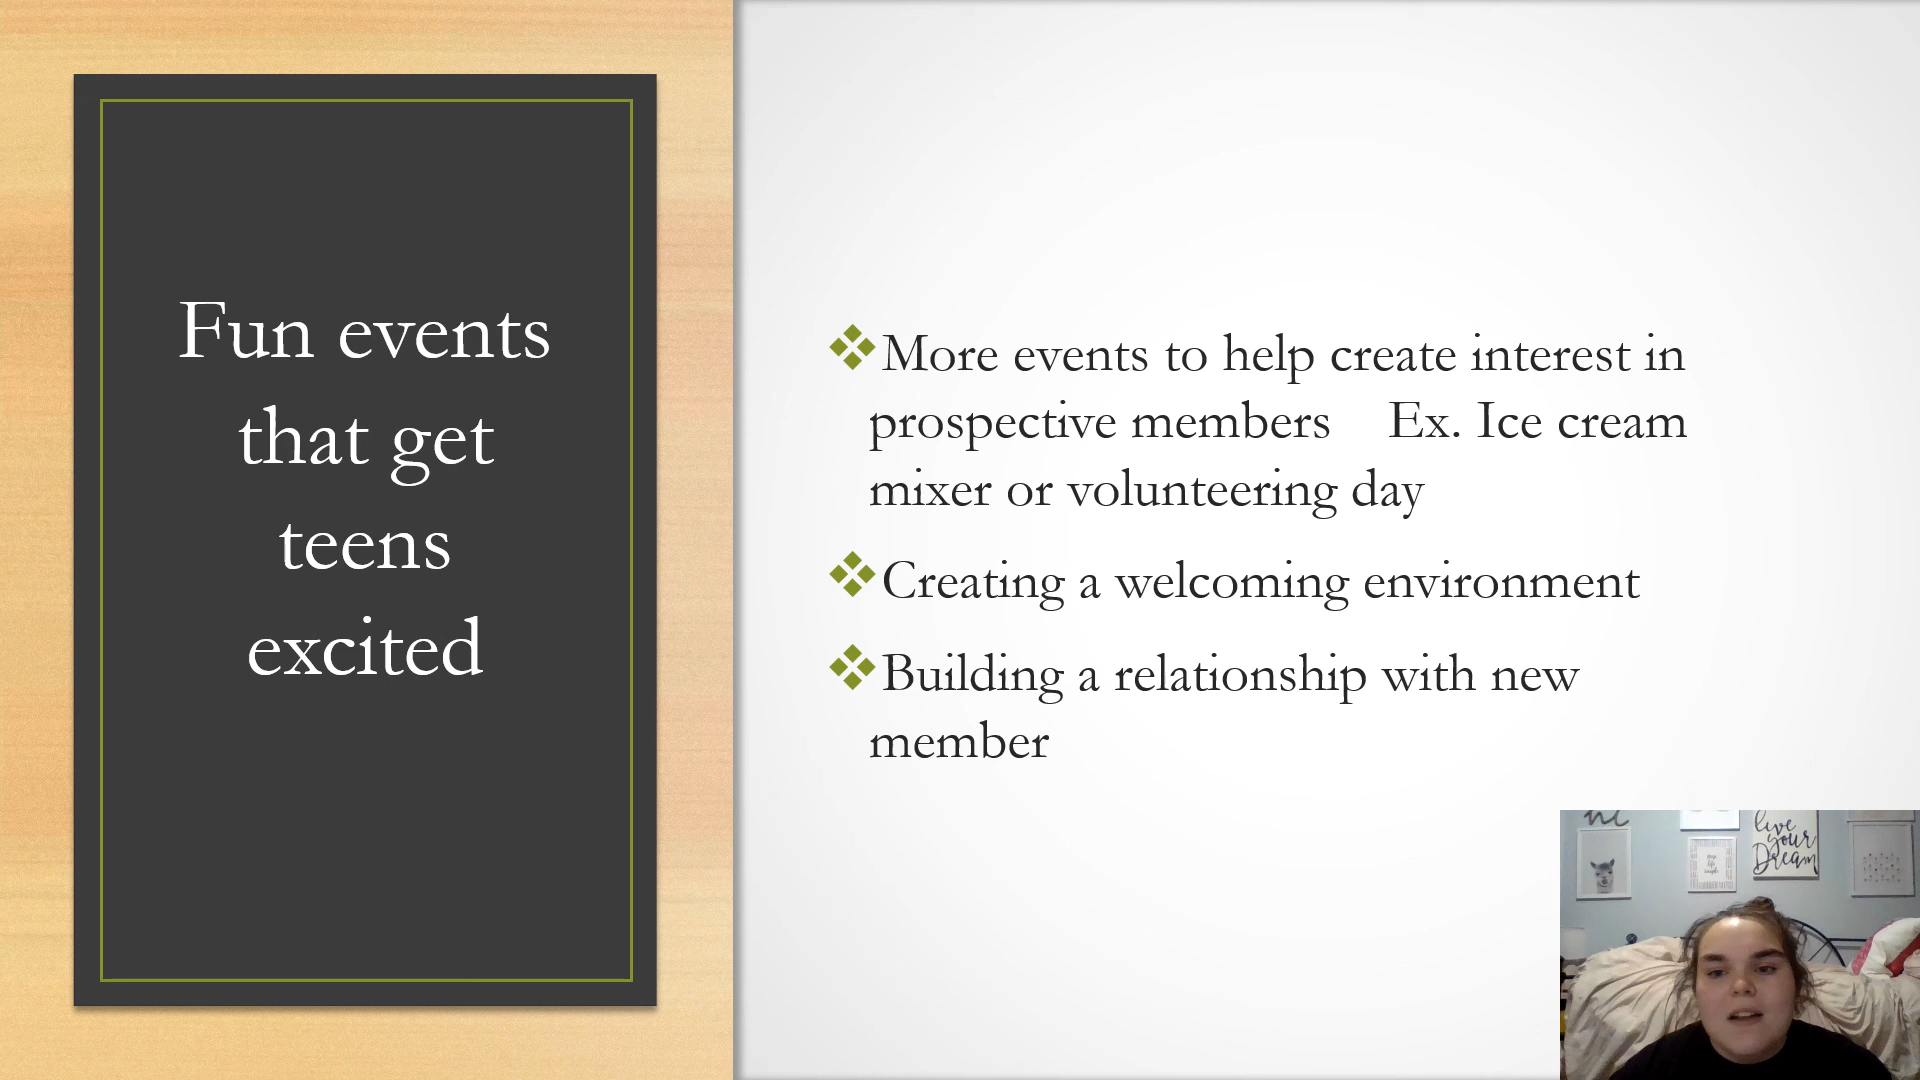 Fun events
that get
teens
excited
❖More events to help create interest in
prospective members    Ex. Ice cream
mixer or volunteering day
❖Creating a welcoming environment
❖Building a relationship with new
member
live
your
Dream